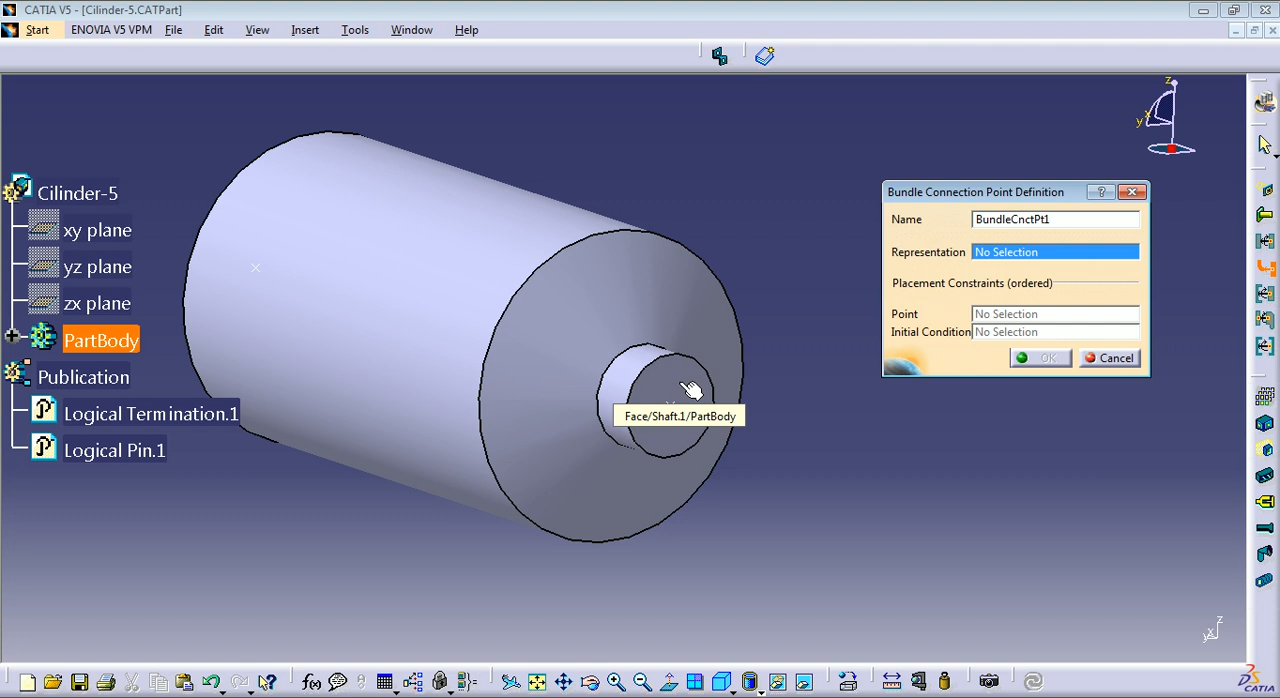 CATIA V5 - [Cilinder-5.CATPart]
Start ENOVIA V5 VPM File Edit View Insert Tools Window Help
z
x
y
Bundle Connection Point Definition
Name BundleCnctPt1
Representation No Selection
Placement Constraints (ordered)
Point No Selection
Initial Condition No Selection
OK Cancel
Cilinder-5
xy plane
yz plane
zx plane
PartBody
Publication
Logical Termination.1
Logical Pin.1
Face/Shaft.1/PartBody
z
x
y
f(x)
CATIA